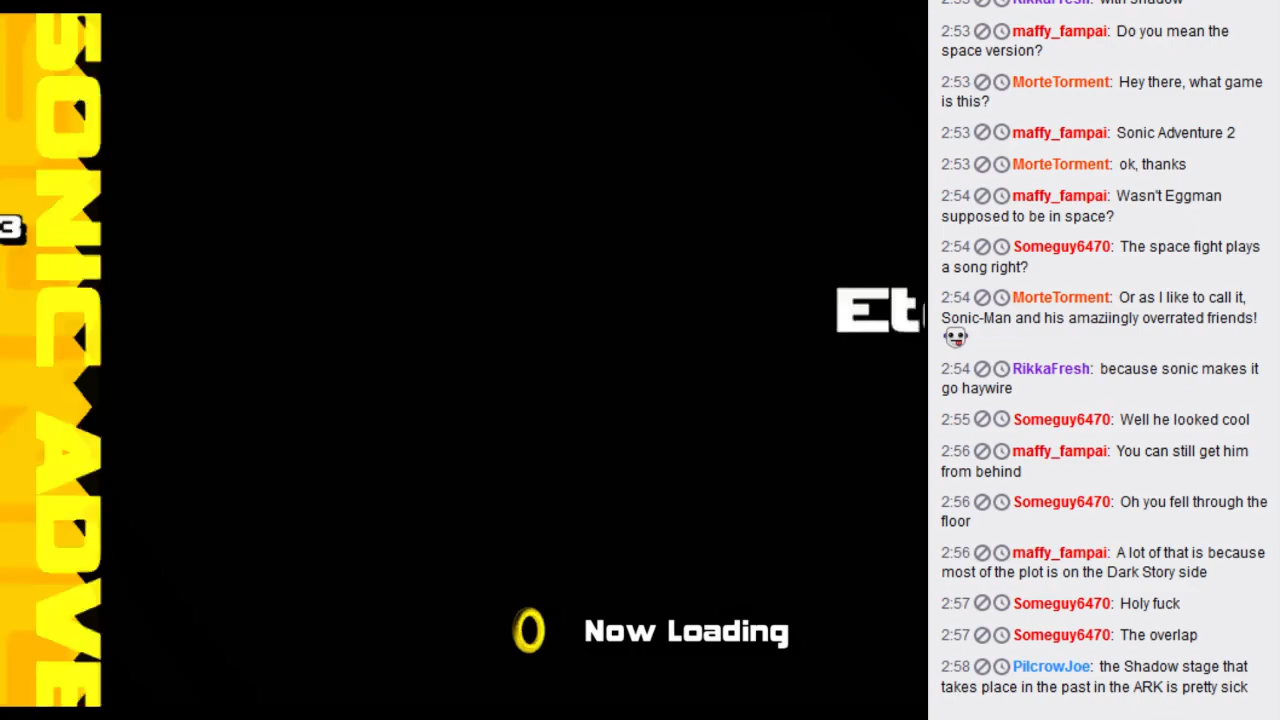 SONIC ADVE
3
Et
Now Loading
maffy_fampai: Do you mean the
space version?
2:53 MorteTorment: Hey there, what game
is this?
2:53 maffy_fampai: Sonic Adventure 2
2:53 MorteTorment: ok, thanks
2:54 maffy_fampai: Wasn't Eggman
supposed to be in space?
2:54 Someguy6470: The space fight plays
a song right?
2:54 MorteTorment: Or as I like to call it,
Sonic-Man and his amaziingly overrated friends!
2:54 RikkaFresh: because sonic makes it
go haywire
2:55 Someguy6470: Well he looked cool
2:56 maffy_fampai: You can still get him
from behind
2:56 Someguy6470: Oh you fell through the
floor
2:56 maffy_fampai: A lot of that is because
most of the plot is on the Dark Story side
2:57 Someguy6470: Holy fuck
2:57 Someguy6470: The overlap
2:58 PilcrowJoe: the Shadow stage that
takes place in the past in the ARK is pretty sick